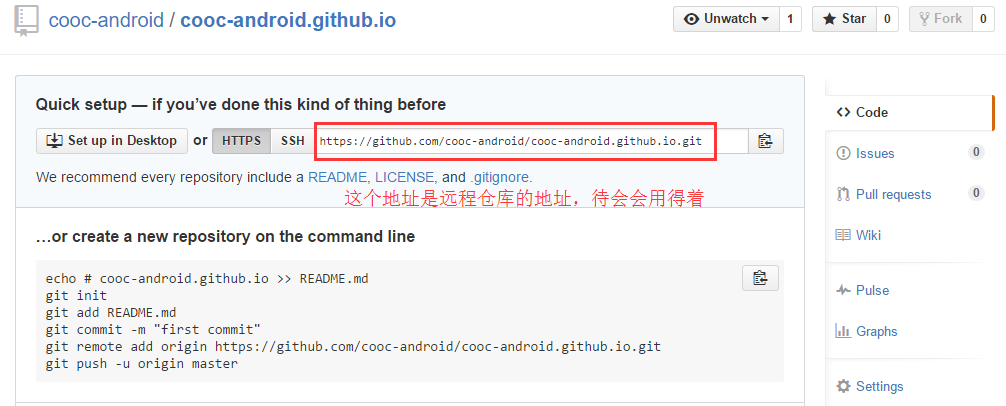 cooc-android / cooc-android.github.io
Unwatch 1 Star 0 Fork 0
Quick setup — if you’ve done this kind of thing before
Set up in Desktop or HTTPS SSH https://github.com/cooc-android/cooc-android.github.io.git
We recommend every repository include a README, LICENSE, and .gitignore.
这个地址是远程仓库的地址，待会会用得着
…or create a new repository on the command line
echo # cooc-android.github.io >> README.md
git init
git add README.md
git commit -m "first commit"
git remote add origin https://github.com/cooc-android/cooc-android.github.io.git
git push -u origin master
Code
Issues 0
Pull requests 0
Wiki
Pulse
Graphs
Settings